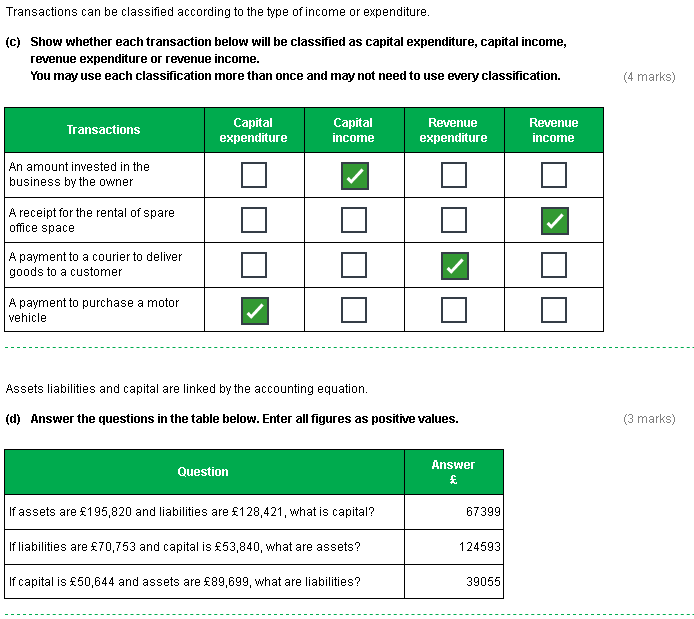 Transactions can be classified according to the type of income or expenditure.
(c) Show whether each transaction below will be classified as capital expenditure, capital income,
revenue expenditure or revenue income.
You may use each classification more than once and may not need to use every classification. (4 marks)
Transactions
Capital
expenditure
Capital
income
Revenue
expenditure
Revenue
income
An amount invested in the
business by the owner
A receipt for the rental of spare
office space
A payment to a courier to deliver
goods to a customer
A payment to purchase a motor
vehicle
Assets liabilities and capital are linked by the accounting equation.
(d) Answer the questions in the table below. Enter all figures as positive values. (3 marks)
Question
Answer
£
If assets are £195,820 and liabilities are £128,421, what is capital? 67399
If liabilities are £70,753 and capital is £53,840, what are assets? 124593
If capital is £50,644 and assets are £89,699, what are liabilities? 39055